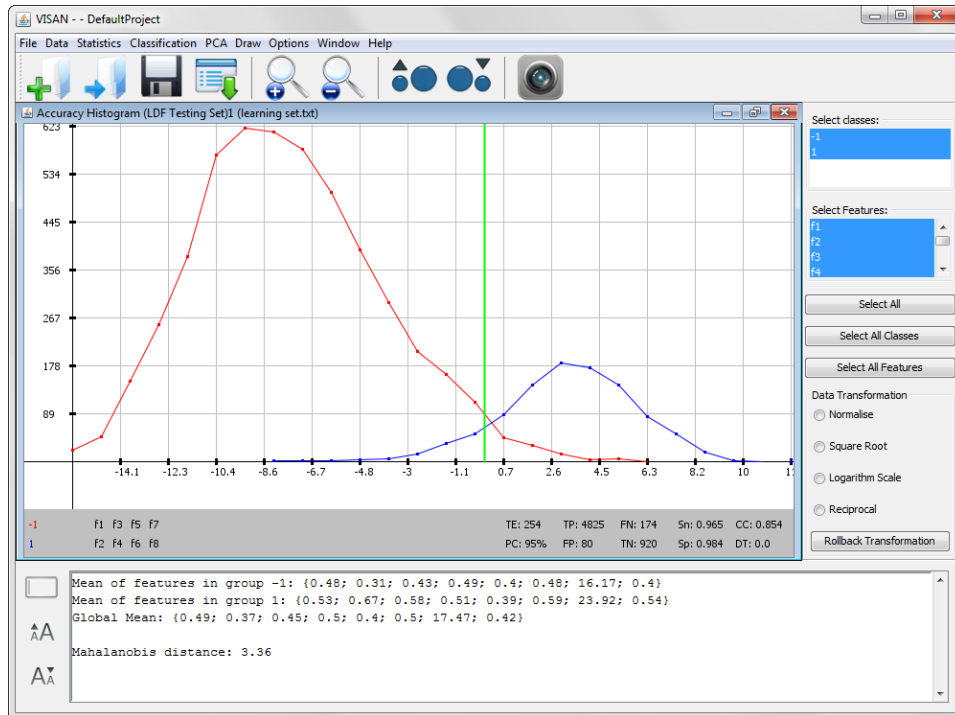 VISAN - - DefaultProject
File Data Statistics Classification PCA Draw Options Window Help
Accuracy Histogram (LDF Testing Set)1 (learning set.txt)
623
534
445
356
267
178
89
-14.1 -12.3 -10.4 -8.6 -6.7 -4.8 -3 -1.1 0.7 2.6 4.5 6.3 8.2 10
-1 f1 f3 f5 f7 TE: 254 TP: 4825 FN: 174 Sn: 0.965 CC: 0.854
1 f2 f4 f6 f8 PC: 95% FP: 80 TN: 920 Sp: 0.984 DT: 0.0
Select classes:
-1
1
Select Features:
f1
f2
f3
f4
Select All
Select All Classes
Select All Features
Data Transformation
Normalise
Square Root
Logarithm Scale
Reciprocal
Rollback Transformation
AA
AA
Mean of features in group -1: {0.48; 0.31; 0.43; 0.49; 0.4; 0.48; 16.17; 0.4}
Mean of features in group 1: {0.53; 0.67; 0.58; 0.51; 0.39; 0.59; 23.92; 0.54}
Global Mean: {0.49; 0.37; 0.45; 0.5; 0.4; 0.5; 17.47; 0.42}
Mahalanobis distance: 3.36